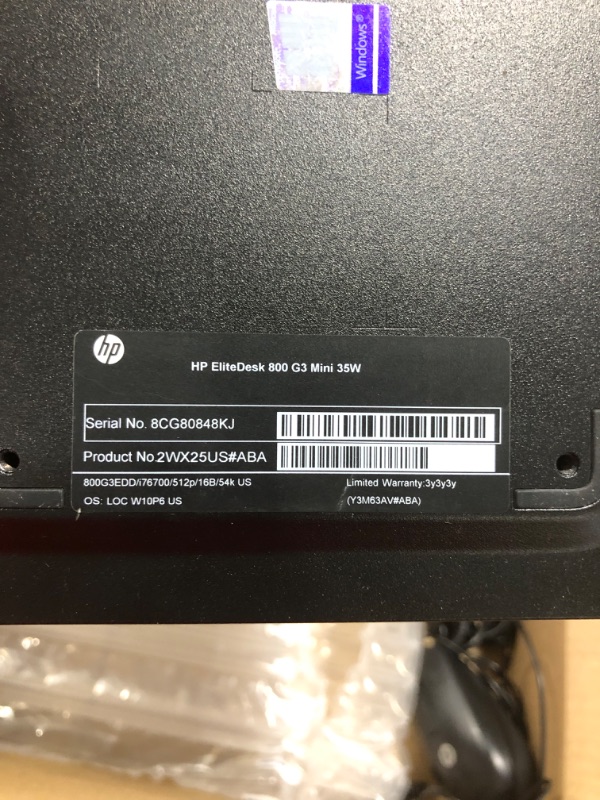 Windows®
hp
HP EliteDesk 800 G3 Mini 35W
Serial No. 8CG80848KJ
Product No.2WX25US#ABA
800G3EDD/i76700/512p/16B/54k US
Limited Warranty:3y3y3y
OS: LOC W10P6 US
(Y3M63AV#ABA)